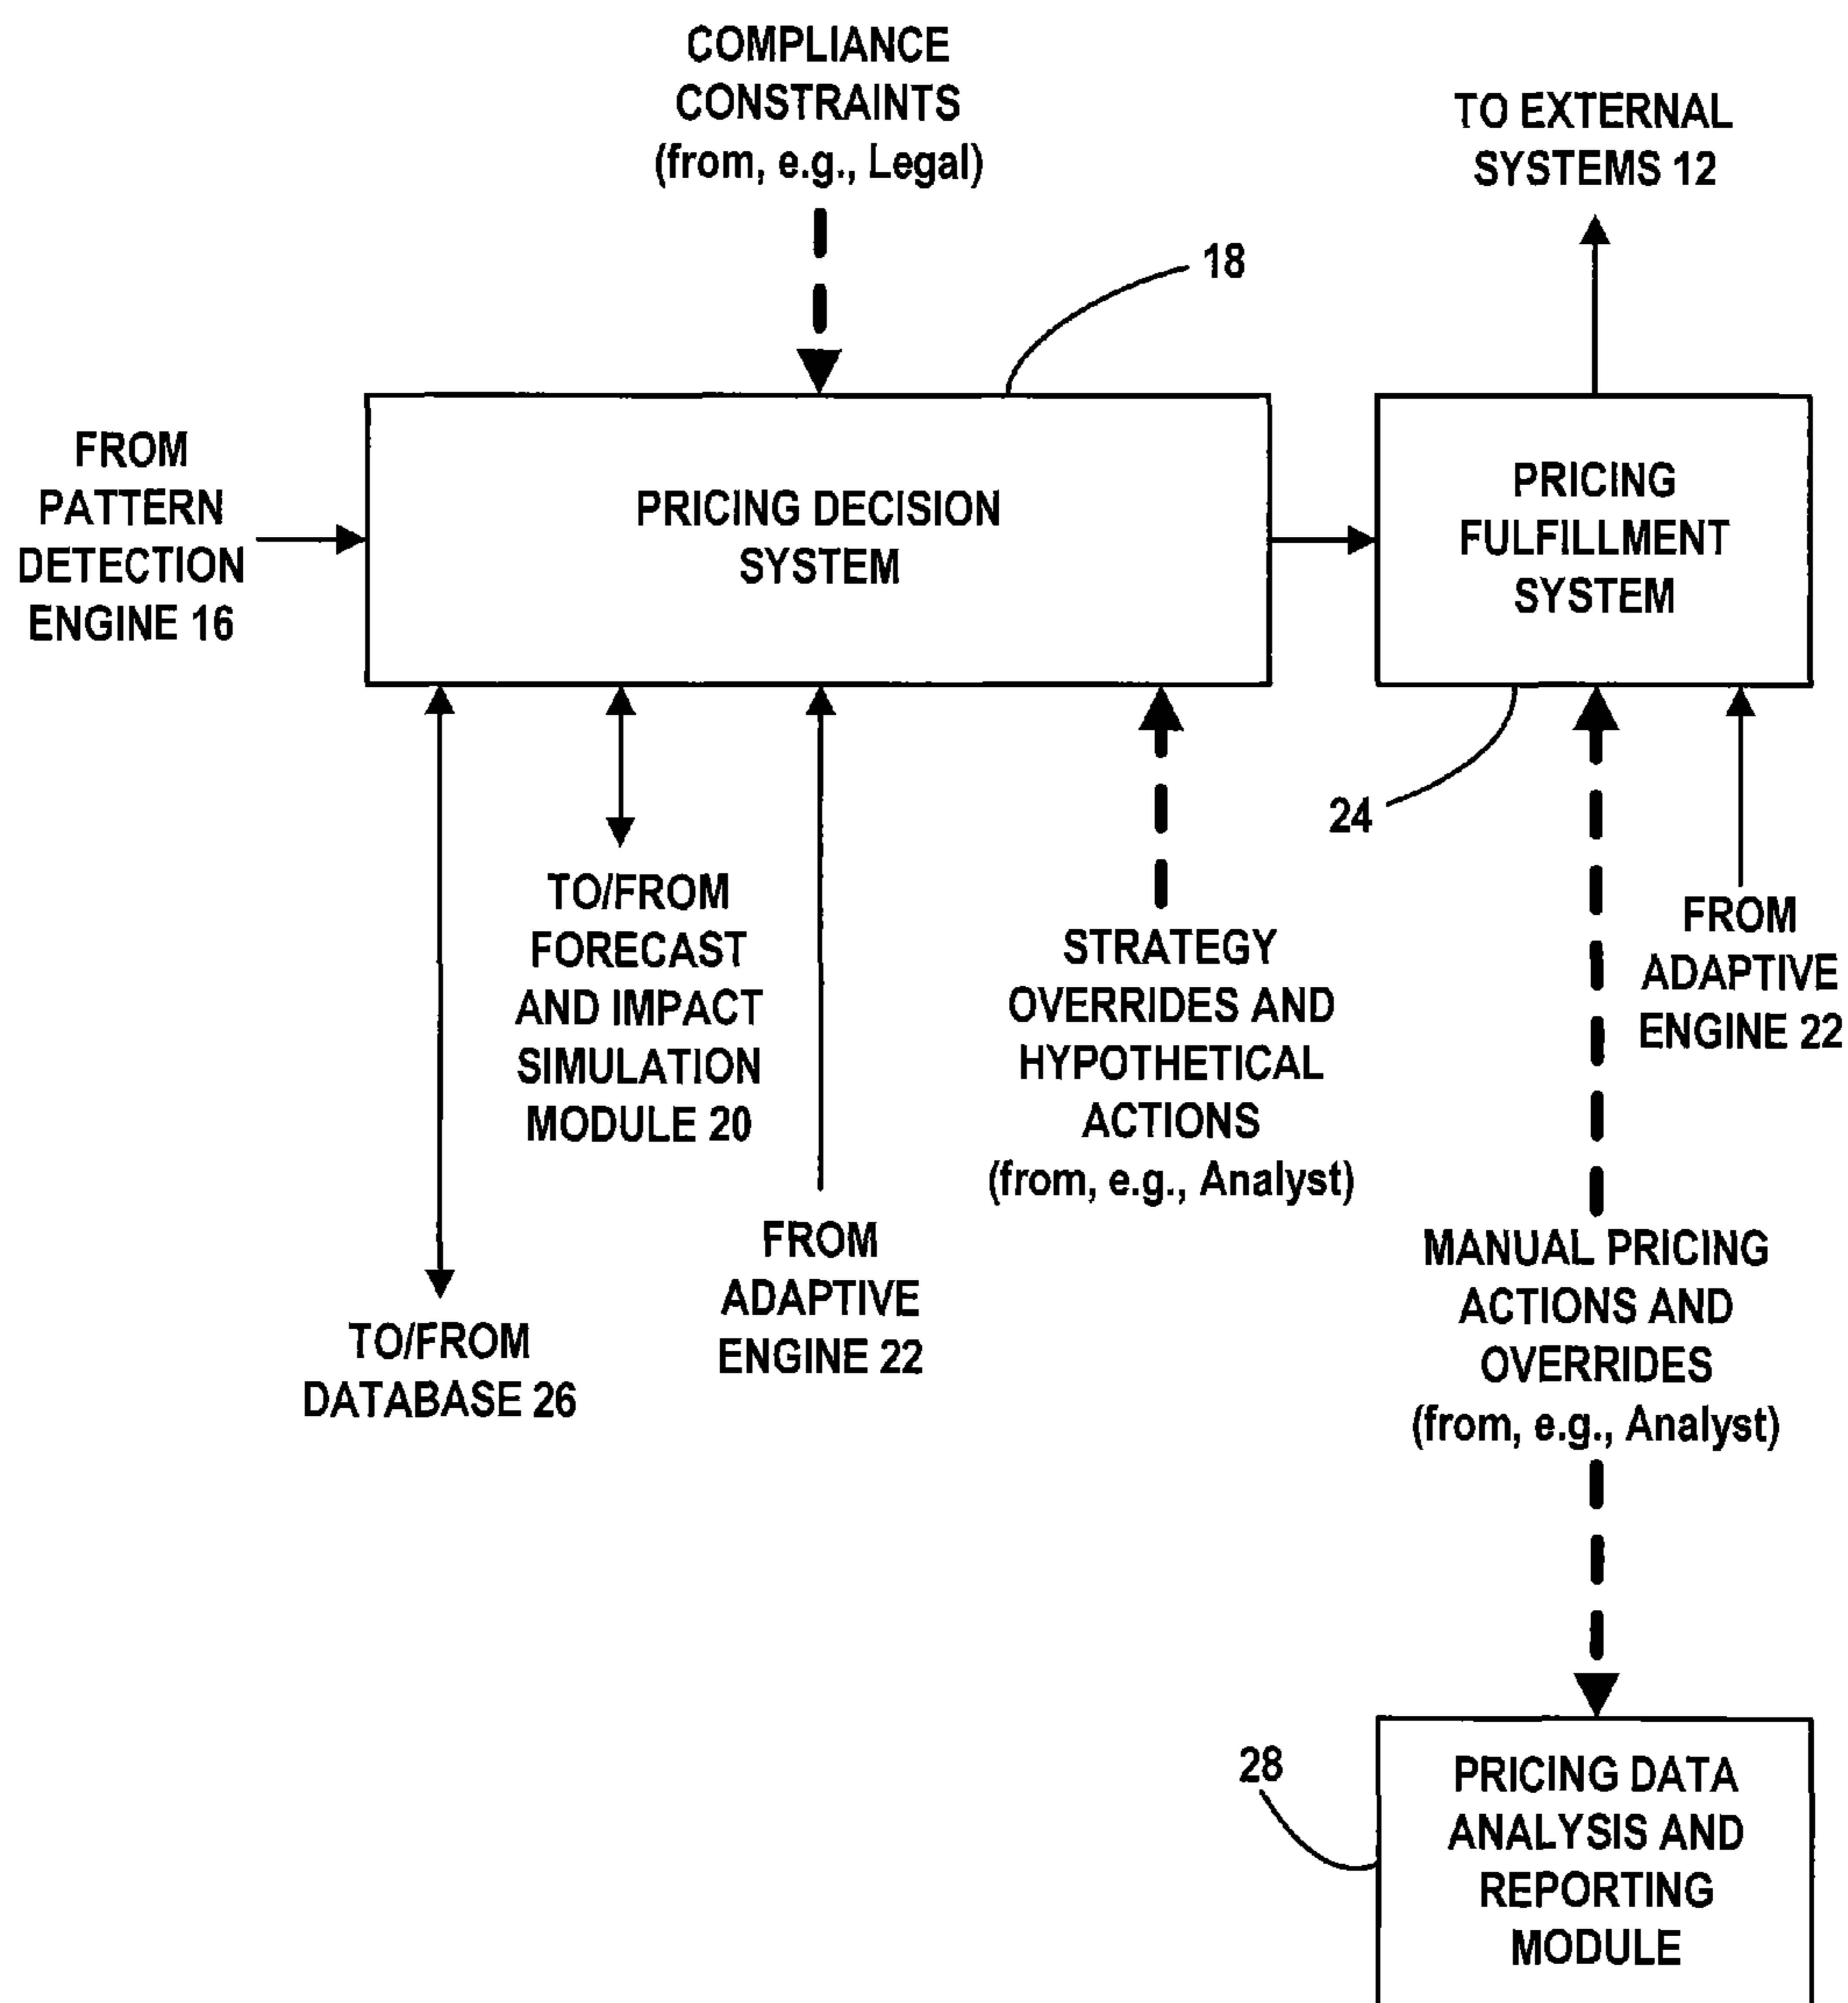 COMPLIANCE
CONSTRAINTS
(from, e.g., Legal)
TO EXTERNAL
SYSTEMS 12
18
FROM
PATTERN
DETECTION
ENGINE 16
PRICING DECISION
SYSTEM
PRICING
FULFILLMENT
SYSTEM
24
TO/FROM
FORECAST
AND IMPACT
SIMULATION
MODULE 20
STRATEGY
OVERRIDES AND
HYPOTHETICAL
ACTIONS
(from, e.g., Analyst)
FROM
ADAPTIVE
ENGINE 22
FROM
ADAPTIVE
ENGINE 22
TO/FROM
DATABASE 26
MANUAL PRICING
ACTIONS AND
OVERRIDES
(from, e.g., Analyst)
28
PRICING DATA
ANALYSIS AND
REPORTING
MODULE